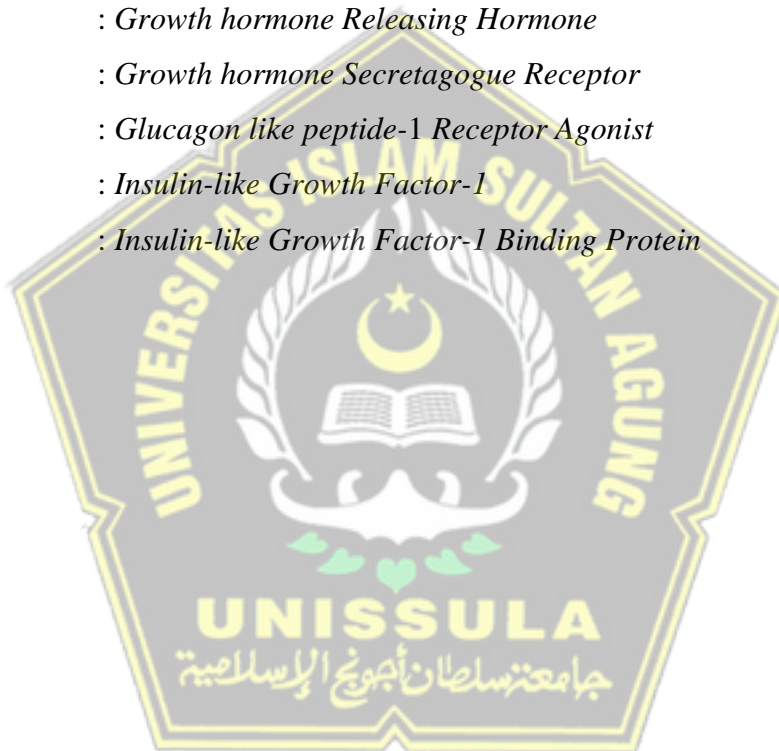 : Growth hormone Releasing Hormone
: Growth hormone Secretagogue Receptor
: Glucagon like peptide-1 Receptor Agonist
: Insulin-like Growth Factor-1
: Insulin-like Growth Factor-1 Binding Protein
UNIVERSITAS ISLAM SULTAN AGUNG
UNISSULA
جامعة سلطان أجونج الإسلامية